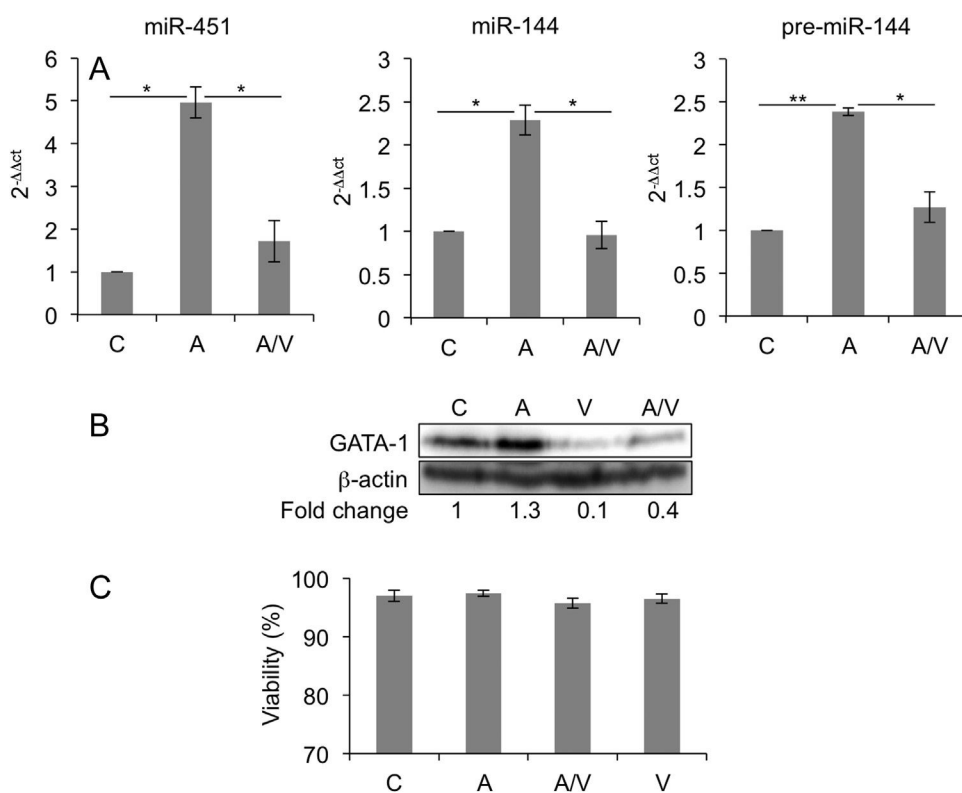 miR-451
miR-144
pre-miR-144
A
6
5
4
3
2
1
0
2-ΔΔct
* *
C A A/V
3
2.5
2
1.5
1
0.5
0
2-ΔΔct
* *
C A A/V
3
2.5
2
1.5
1
0.5
0
2-ΔΔct
** *
C A A/V
B
C A V A/V
GATA-1
β-actin
Fold change 1 1.3 0.1 0.4
C
100
90
80
70
Viability (%)
C A A/V V